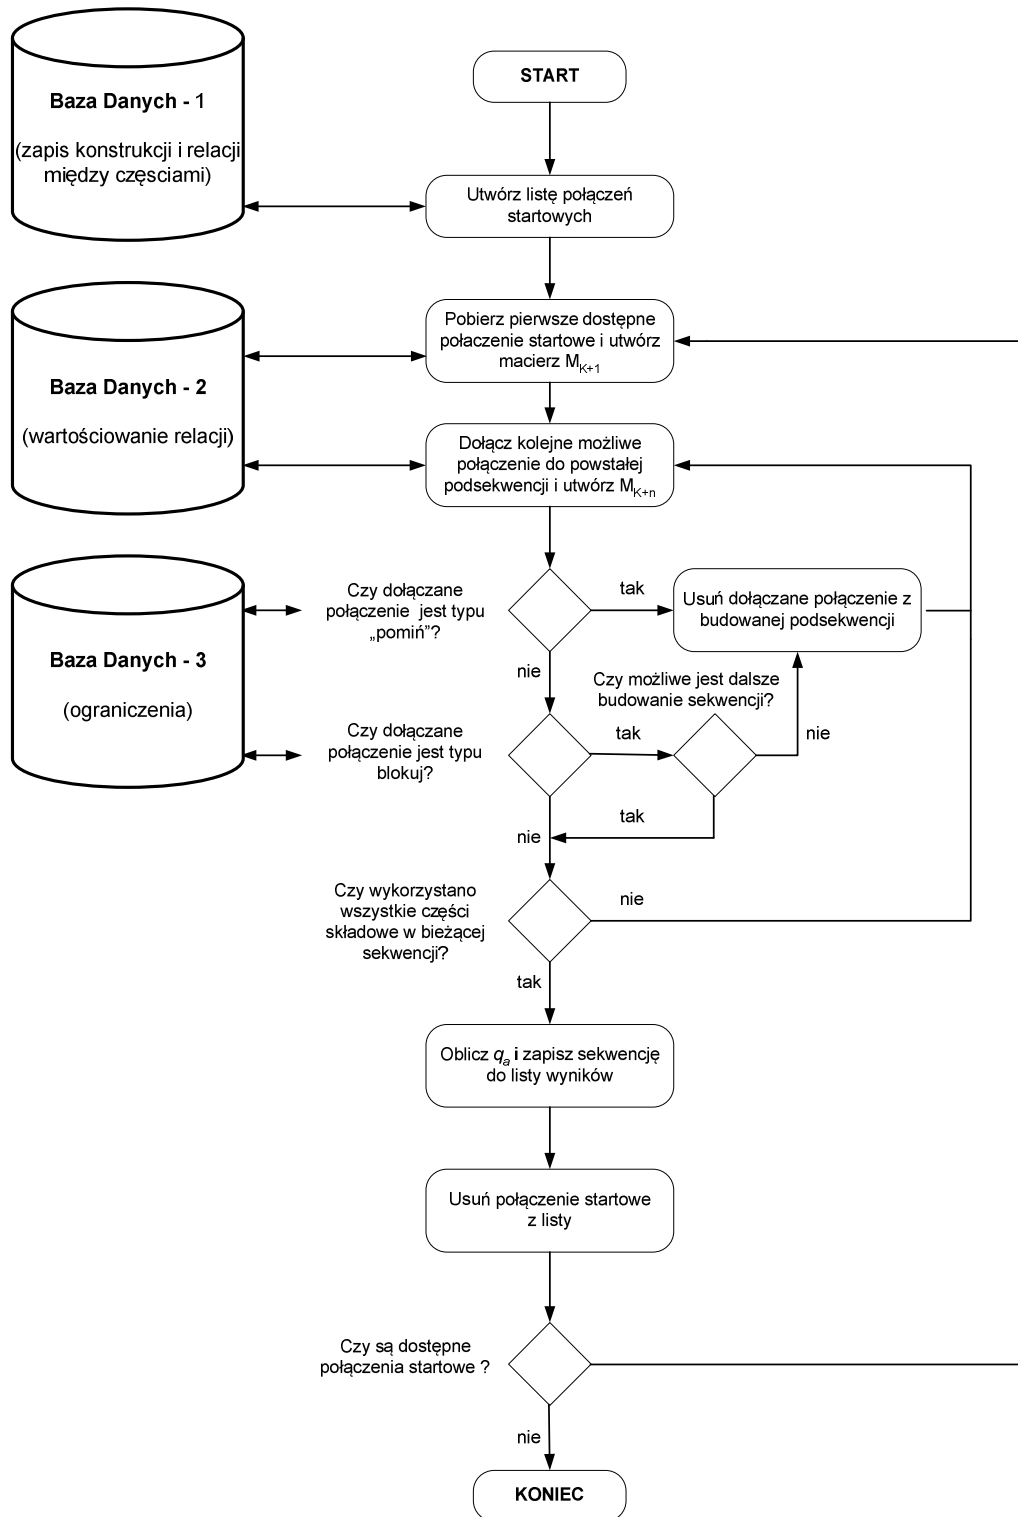 Baza Danych - 1
(zapis konstrukcji i relacji
między częsciami)
START
Utwórz listę połączeń
startowych
Pobierz pierwsze dostępne
połaczenie startowe i utwórz
macierz M_{K+1}
Baza Danych - 2
(wartościowanie relacji)
Dołącz kolejne możliwe
połączenie do powstałej
podsekwencji i utwórz M_{K+n}
Baza Danych - 3
(ograniczenia)
Czy dołączane
połączenie jest typu
„pomiń”?
tak
Usuń dołączane połączenie z
budowanej podsekwencji
nie
Czy możliwe jest dalsze
budowanie sekwencji?
Czy dołączane
połączenie jest typu
blokuj?
tak
nie
tak
nie
Czy wykorzystano
wszystkie części
składowe w bieżącej
sekwencji?
nie
tak
Oblicz q_a i zapisz sekwencję
do listy wyników
Usuń połączenie startowe
z listy
Czy są dostępne
połączenia startowe ?
nie
KONIEC